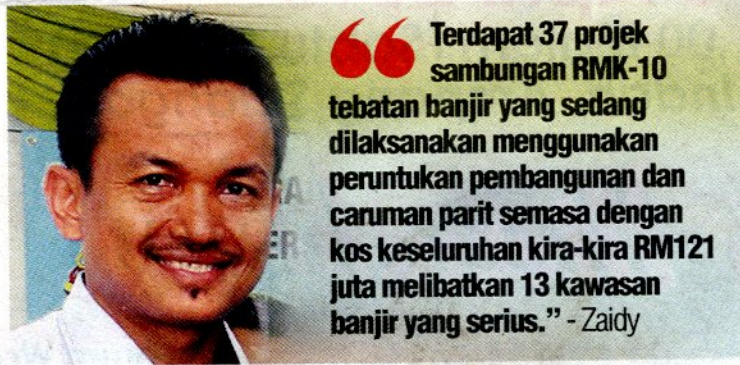 “Terdapat 37 projek
sambungan RMK-10
tebatan banjir yang sedang
dilaksanakan menggunakan
peruntukan pembangunan dan
caruman parit semasa dengan
kos keseluruhan kira-kira RM121
juta melibatkan 13 kawasan
banjir yang serius.” - Zaidy
ER